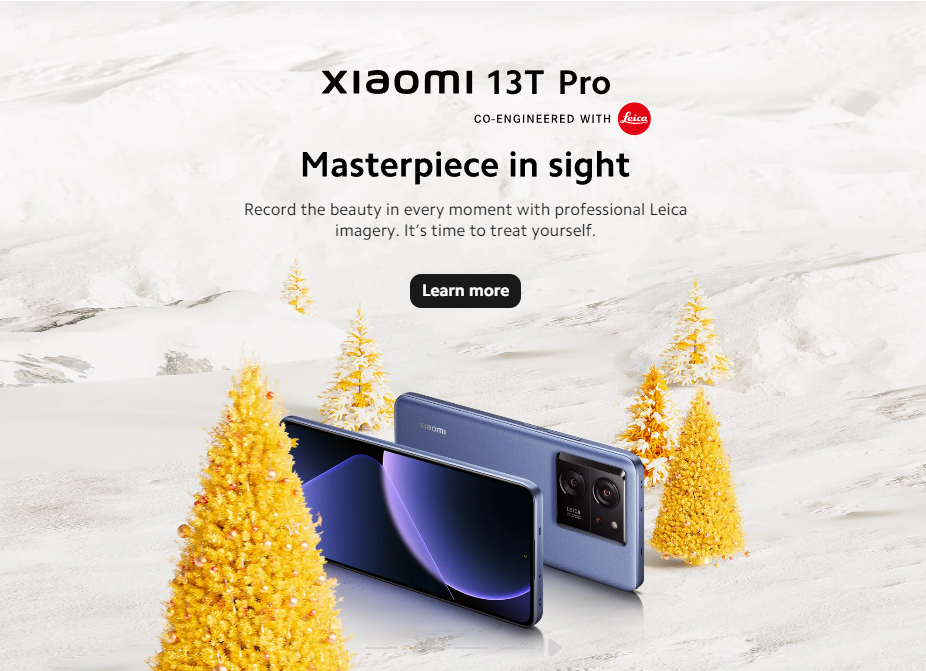 xiaomi 13T Pro
CO-ENGINEERED WITH Leica
Masterpiece in sight
Record the beauty in every moment with professional Leica
imagery. It's time to treat yourself.
Learn more
xiaomi
LEICA